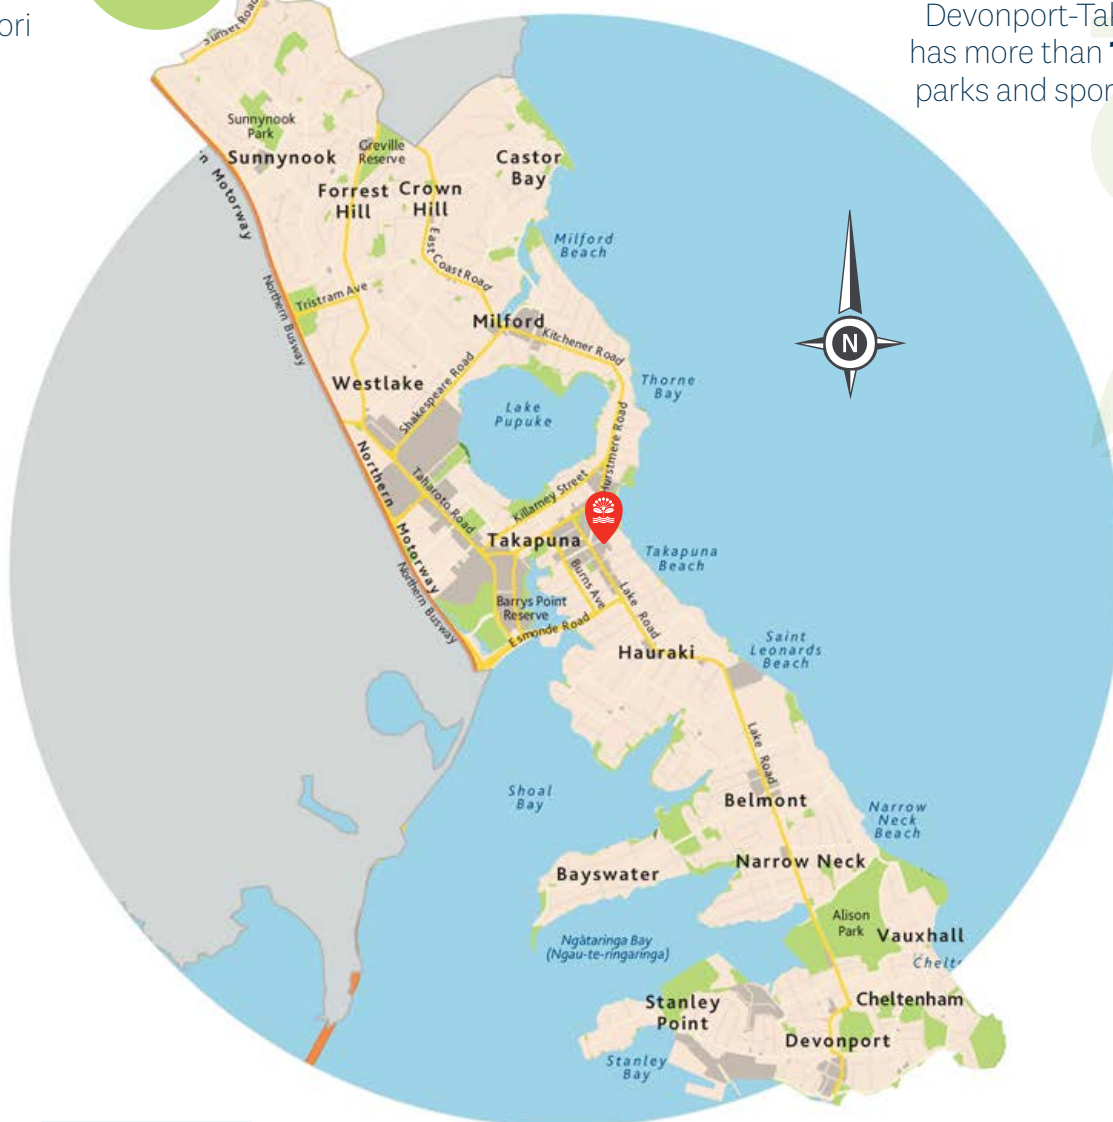 ori
Devonport-Tak
has more than
parks and spor
Sunset Road
Sunnynook
Park
Sunnynook
Greville
Reserve
Castor
Bay
Forrest
Hill
Crown
Hill
n Motorway
East Coast Road
Milford
Beach
Northern Busway
Tristram Ave
N
Milford
Kitchener Road
Westlake
Shakespeare Road
Thorne
Bay
Lake
Pupuke
Hurstmere Road
Northern Motorway
Taharoto Road
Killarney Street
Takapuna
Takapuna
Beach
Northern Busway
Burns Ave
Lake Road
Barrys Point
Reserve
Esmonde Road
Hauraki
Saint
Leonards
Beach
Lake Road
Shoal
Bay
Belmont
Narrow
Neck
Beach
Narrow Neck
Bayswater
Alison
Park
Vauxhall
Ngātaringa Bay
(Ngau-te-ringaringa)
Chelt
Stanley
Point
Cheltenham
Devonport
Stanley
Bay